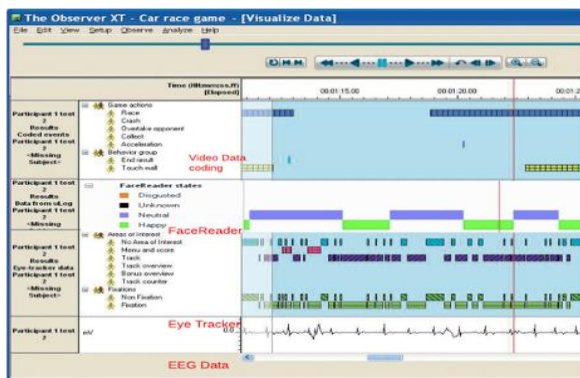 The Observer XT - Car race game - [Visualize Data]
File Edit View Setup Observe Analyze Help
Time (HHmmss,ff)
[Elapsed]
00:01:15.00
00:01:20.00
Participant 1 test
2
Results
Coded events
Participant 1 test
2
<Missing
Subject>
Game actions
Race
Crash
Overtake opponent
Collect
Acceleration
Behavior group
End result
Touch wall
Video Data
coding
Participant 1 test
2
Results
Data from uLog
Participant 1 test
2
<Missing
FaceReader states
Disgusted
Unknown
Neutral
Happy
FaceReader
Participant 1 test
2
Results
Eye-tracker data
Participant 1 test
2
<Missing
Subject>
Areas of Interest
No Area of Interest
Menu and score
Track
Track overview
Bonus overview
Track counter
Fixations
Non Fixation
Fixation
Eye Tracker
Participant 1 test
2
0.0
EEG Data